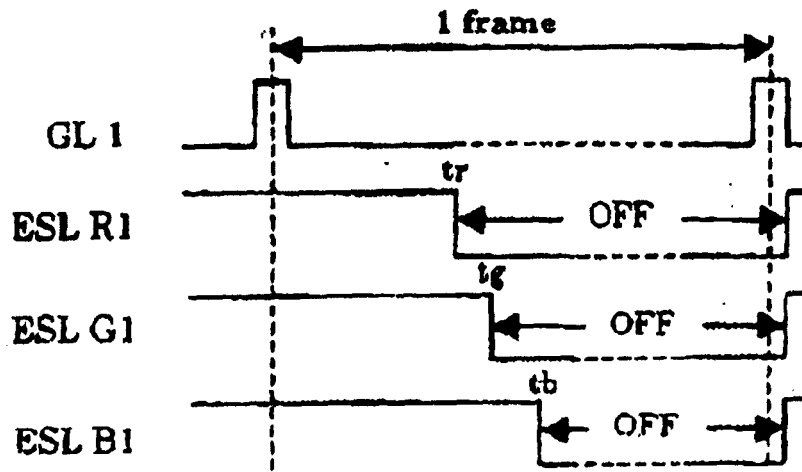 1 frame
GL 1
tr
ESL R1
OFF
tg
ESL G1
OFF
tb
ESL B1
OFF